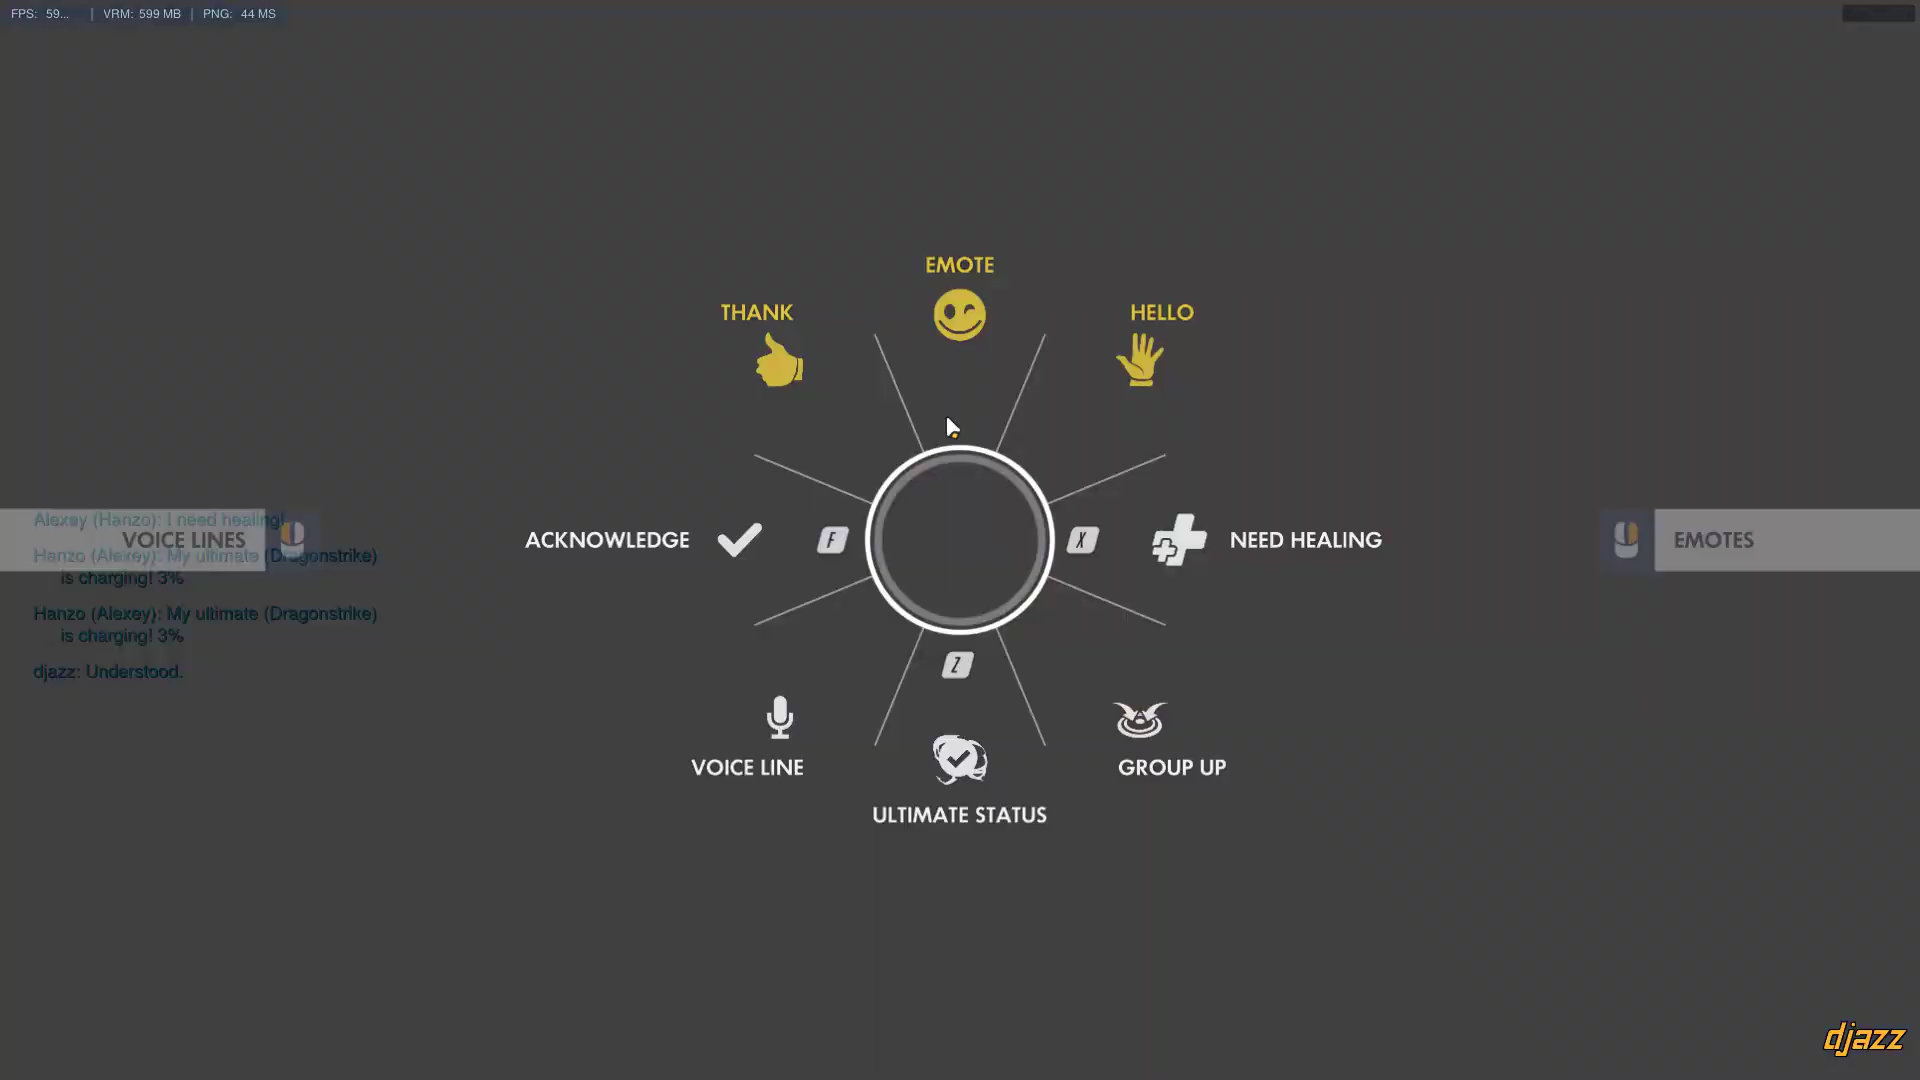 FPS: 59... | VRM: 599 MB | PNG: 44 MS
EMOTE
THANK
HELLO
Alexey (Hanzo): I need healing!
VOICE LINES
ACKNOWLEDGE
F
X
NEED HEALING
EMOTES
Hanzo (Alexey): My ultimate (Dragonstrike)
is charging! 3%
Hanzo (Alexey): My ultimate (Dragonstrike)
is charging! 3%
Z
djazz: Understood.
VOICE LINE
GROUP UP
ULTIMATE STATUS
djazz